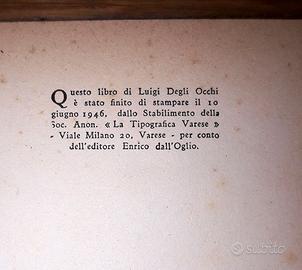 Questo libro di Luigi Degli Occhi
è stato finito di stampare il 10
giugno 1946, dallo Stabilimento della
Soc. Anon. « La Tipografica Varese »
- Viale Milano 20, Varese - per conto
dell'editore Enrico dall'Oglio.
subito